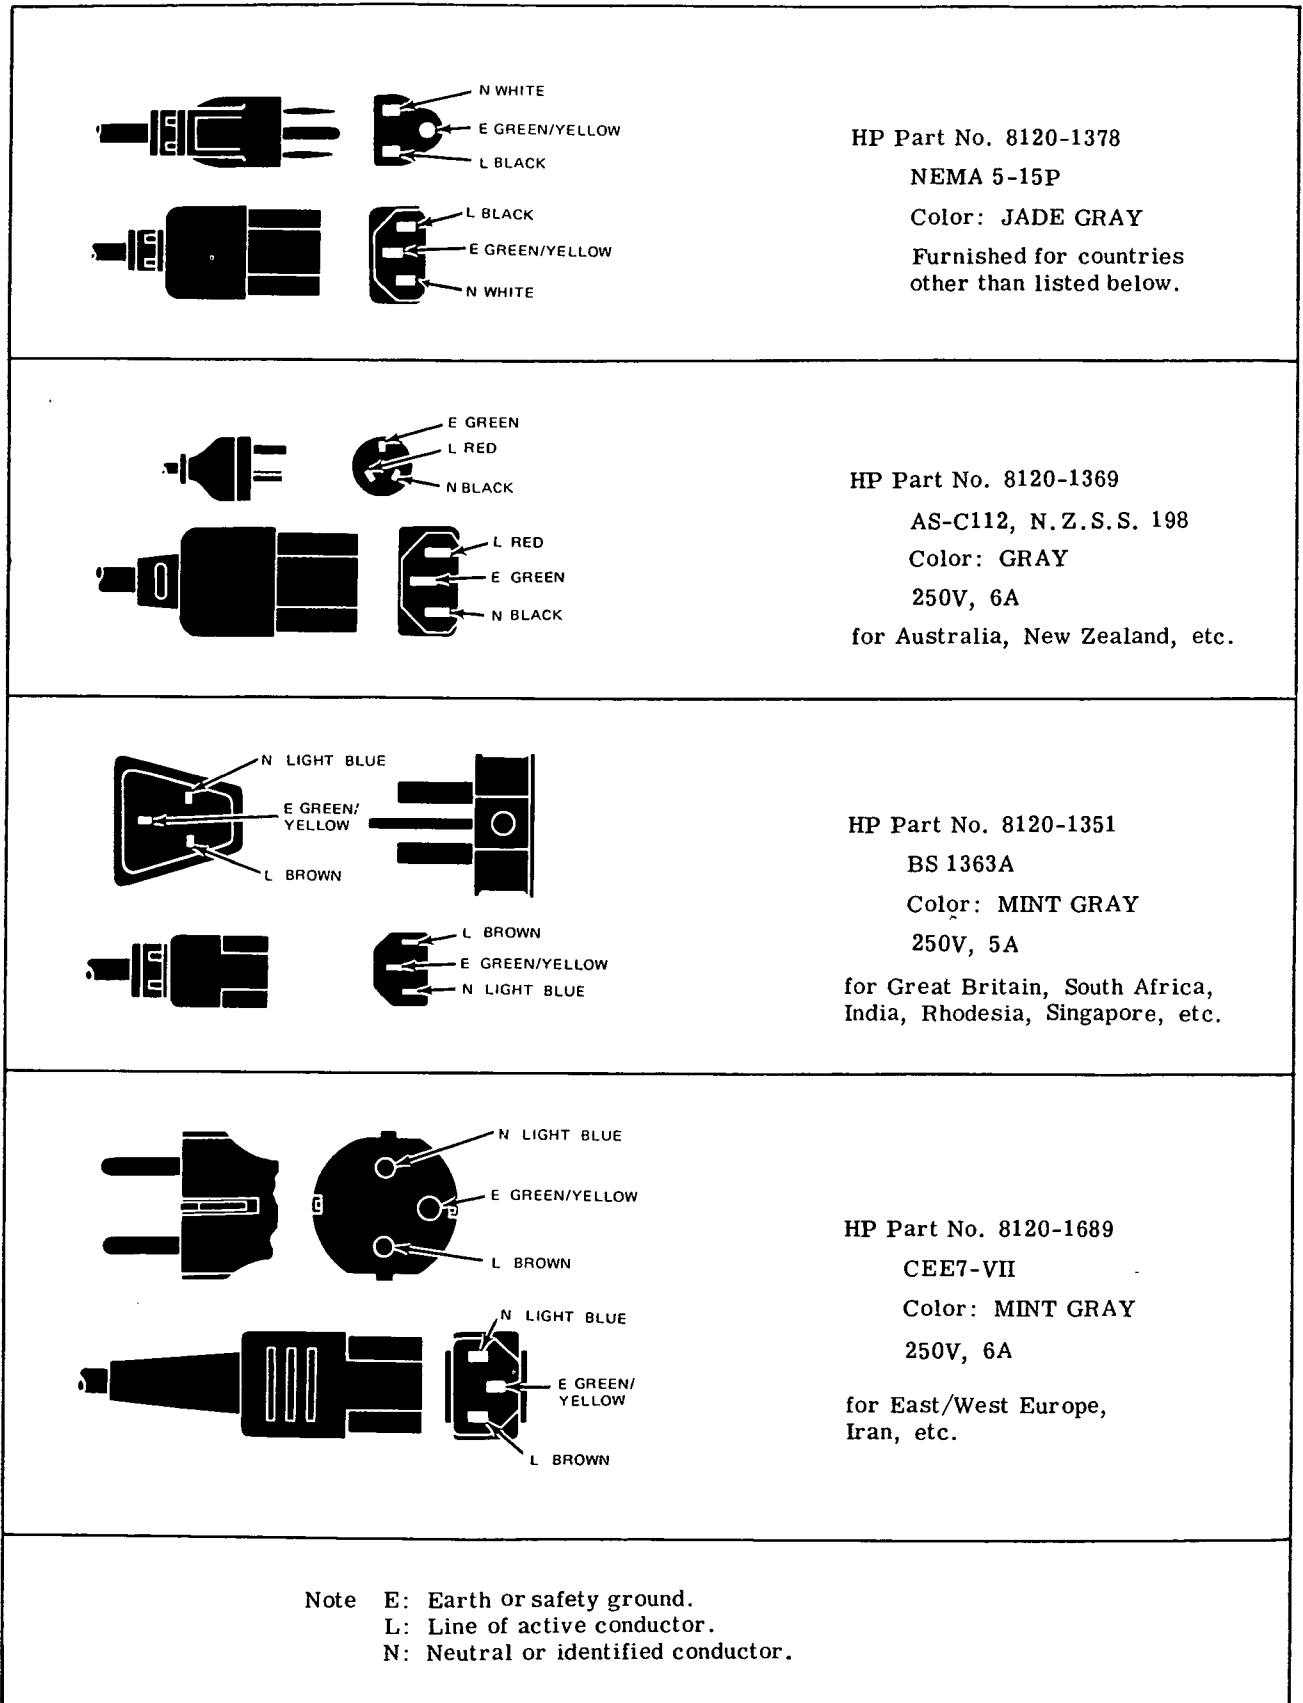 N WHITE
E GREEN/YELLOW
L BLACK
L BLACK
E GREEN/YELLOW
N WHITE
HP Part No. 8120-1378
NEMA 5-15P
Color: JADE GRAY
Furnished for countries
other than listed below.
E GREEN
L RED
N BLACK
L RED
E GREEN
N BLACK
HP Part No. 8120-1369
AS-C112, N.Z.S.S. 198
Color: GRAY
250V, 6A
for Australia, New Zealand, etc.
N LIGHT BLUE
E GREEN/
YELLOW
L BROWN
L BROWN
E GREEN/YELLOW
N LIGHT BLUE
HP Part No. 8120-1351
BS 1363A
Color: MINT GRAY
250V, 5A
for Great Britain, South Africa,
India, Rhodesia, Singapore, etc.
N LIGHT BLUE
E GREEN/YELLOW
L BROWN
N LIGHT BLUE
E GREEN/
YELLOW
L BROWN
HP Part No. 8120-1689
CEE7-VII
Color: MINT GRAY
250V, 6A
for East/West Europe,
Iran, etc.
Note E: Earth or safety ground.
L: Line of active conductor.
N: Neutral or identified conductor.